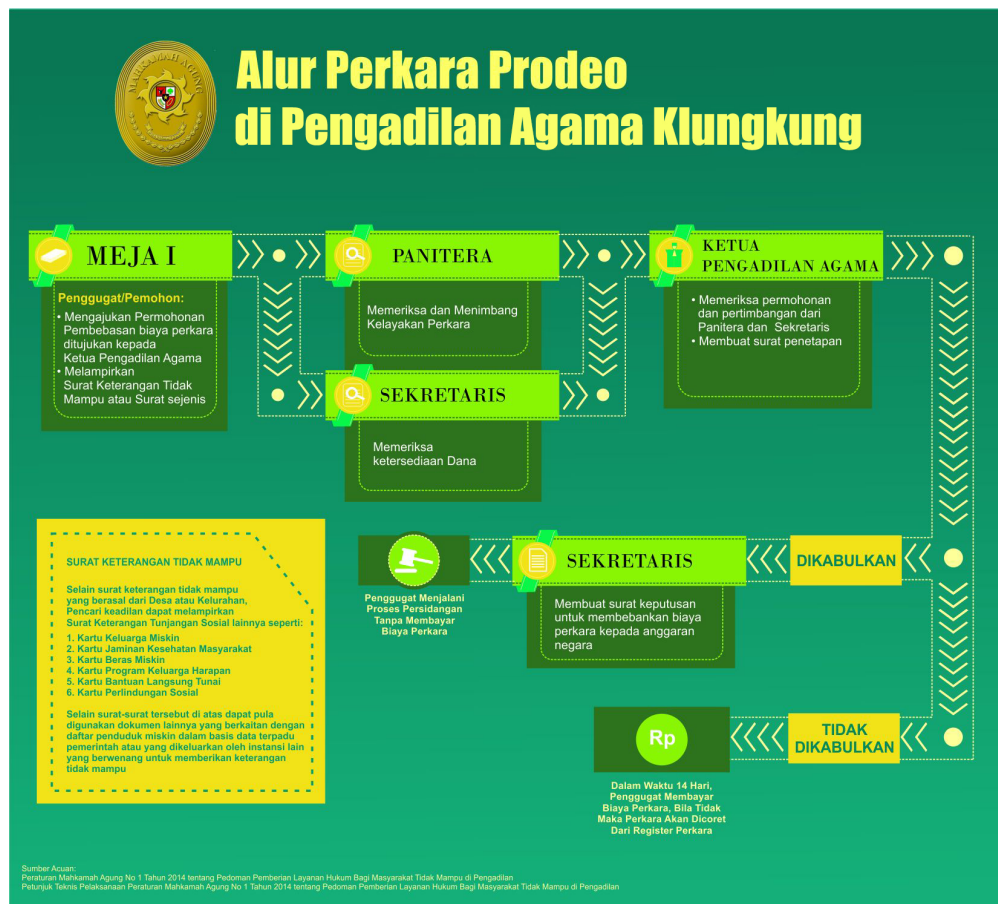 MAHKAMAH AGUNG
Alur Perkara Prodeo
di Pengadilan Agama Klungkung
MEJA I
Penggugat/Pemohon:
• Mengajukan Permohonan
Pembebasan biaya perkara
ditujukan kepada
Ketua Pengadilan Agama
• Melampirkan
Surat Keterangan Tidak
Mampu atau Surat sejenis
PANITERA
Memeriksa dan Menimbang
Kelayakan Perkara
SEKRETARIS
Memeriksa
ketersediaan Dana
KETUA
PENGADILAN AGAMA
• Memeriksa permohonan
dan pertimbangan dari
Panitera dan Sekretaris
• Membuat surat penetapan
DIKABULKAN
SEKRETARIS
Membuat surat keputusan
untuk membebankan biaya
perkara kepada anggaran
negara
Penggugat Menjalani
Proses Persidangan
Tanpa Membayar
Biaya Perkara
TIDAK
DIKABULKAN
Rp
Dalam Waktu 14 Hari,
Penggugat Membayar
Biaya Perkara, Bila Tidak
Maka Perkara Akan Dicoret
Dari Register Perkara
SURAT KETERANGAN TIDAK MAMPU
Selain surat keterangan tidak mampu
yang berasal dari Desa atau Kelurahan,
Pencari keadilan dapat melampirkan
Surat Keterangan Tunjangan Sosial lainnya seperti:
1. Kartu Keluarga Miskin
2. Kartu Jaminan Kesehatan Masyarakat
3. Kartu Beras Miskin
4. Kartu Program Keluarga Harapan
5. Kartu Bantuan Langsung Tunai
6. Kartu Perlindungan Sosial
Selain surat-surat tersebut di atas dapat pula
digunakan dokumen lainnya yang berkaitan dengan
daftar penduduk miskin dalam basis data terpadu
pemerintah atau yang dikeluarkan oleh instansi lain
yang berwenang untuk memberikan keterangan
tidak mampu
Sumber Acuan:
Peraturan Mahkamah Agung No 1 Tahun 2014 tentang Pedoman Pemberian Layanan Hukum Bagi Masyarakat Tidak Mampu di Pengadilan
Petunjuk Teknis Pelaksanaan Peraturan Mahkamah Agung No 1 Tahun 2014 tentang Pedoman Pemberian Layanan Hukum Bagi Masyarakat Tidak Mampu di Pengadilan